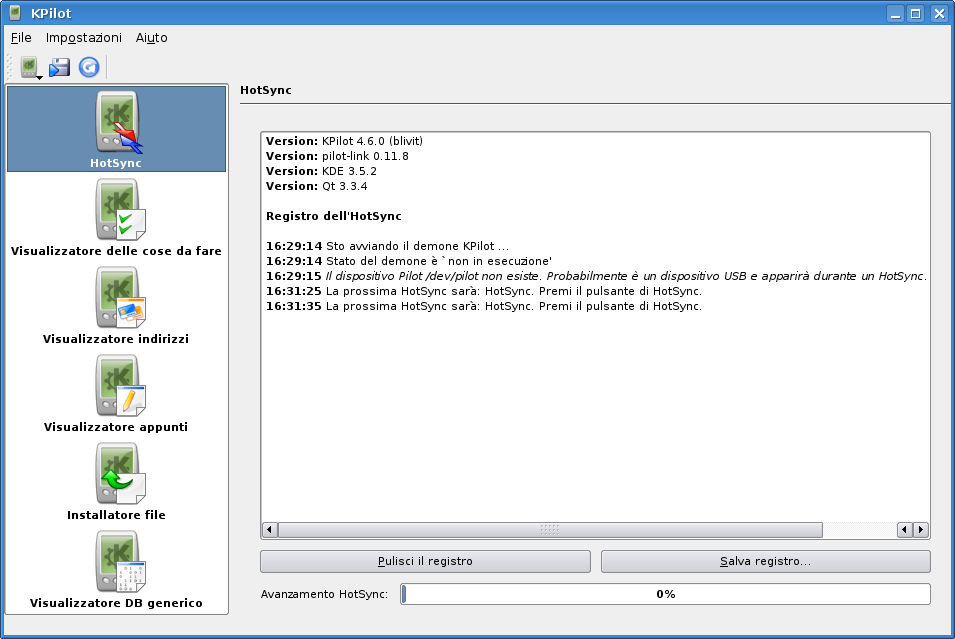 KPilot
File Impostazioni Aiuto
HotSync
Visualizzatore delle cose da fare
Visualizzatore indirizzi
Visualizzatore appunti
Installatore file
Visualizzatore DB generico
HotSync
Version: KPilot 4.6.0 (blivit)
Version: pilot-link 0.11.8
Version: KDE 3.5.2
Version: Qt 3.3.4
Registro dell'HotSync
16:29:14 Sto avviando il demone KPilot ...
16:29:14 Stato del demone è `non in esecuzione'
16:29:15 Il dispositivo Pilot /dev/pilot non esiste. Probabilmente è un dispositivo USB e apparirà durante un HotSync.
16:31:25 La prossima HotSync sarà: HotSync. Premi il pulsante di HotSync.
16:31:35 La prossima HotSync sarà: HotSync. Premi il pulsante di HotSync.
Pulisci il registro
Salva registro...
Avanzamento HotSync: 0%